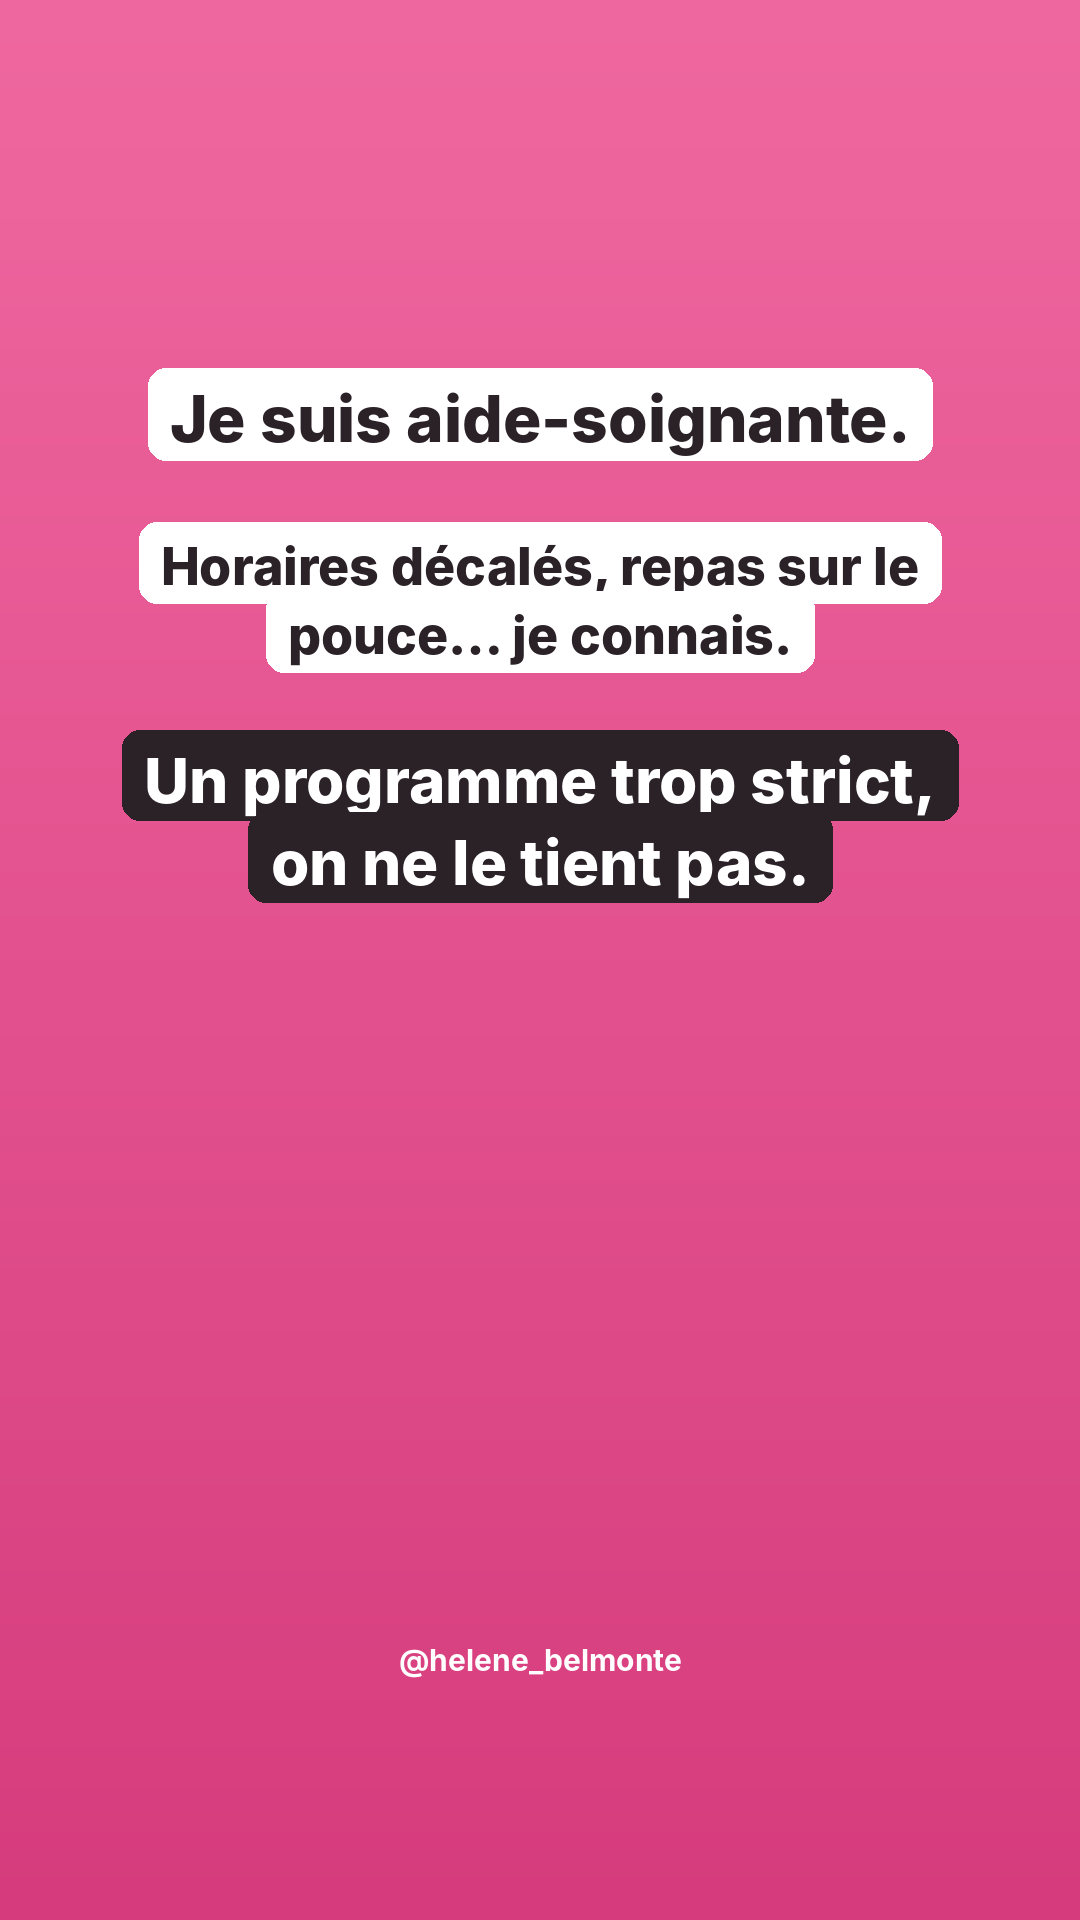 Je suis aide-soignante.
Horaires décalés, repas sur le
pouce… je connais.
Un programme trop strict,
on ne le tient pas.
@helene_belmonte